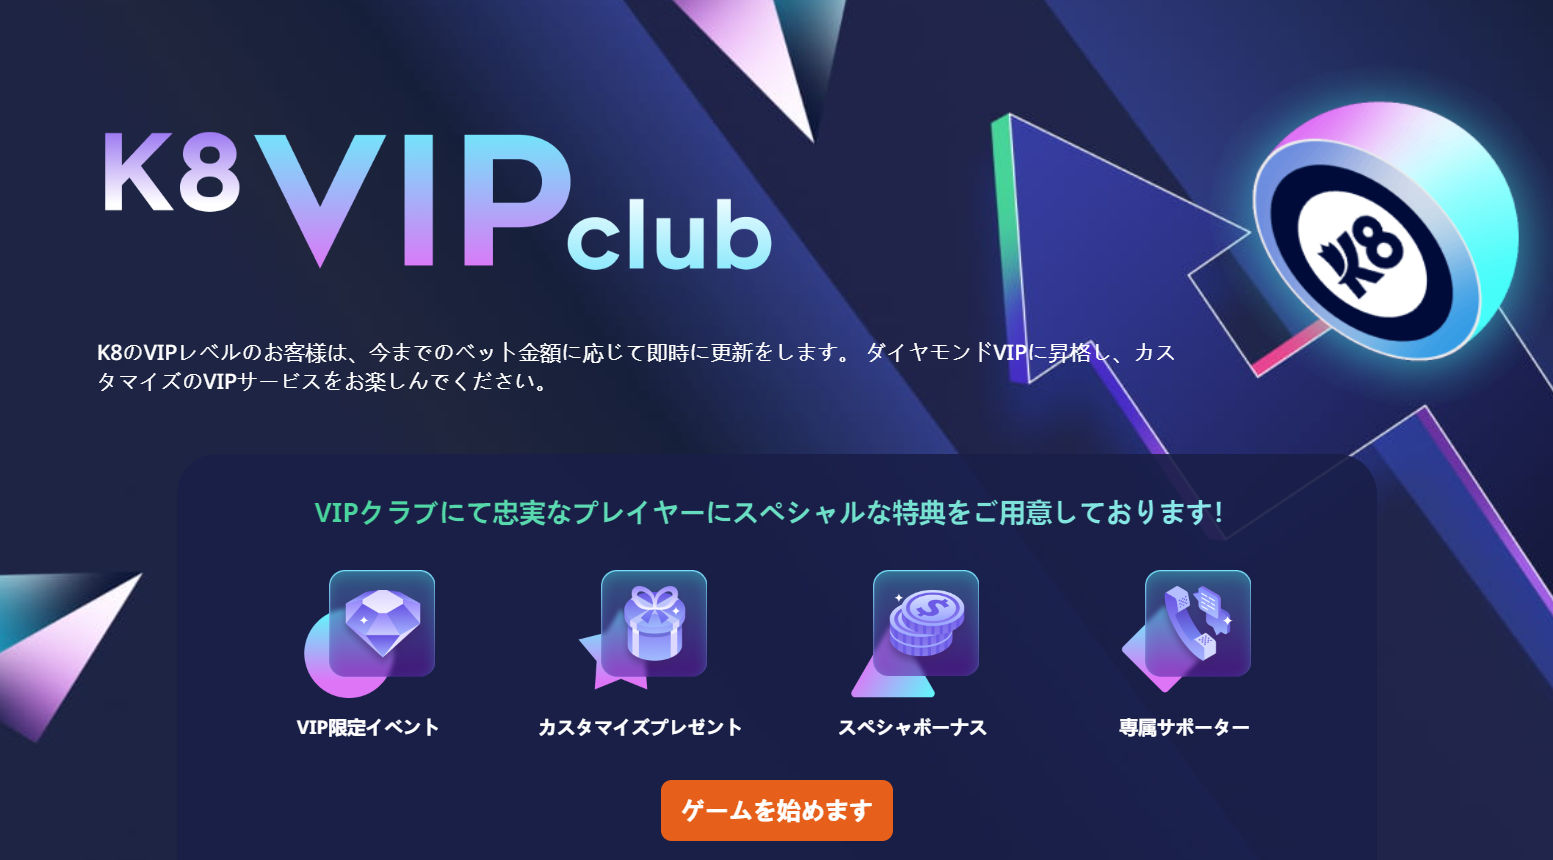 K8 VIP club
K8
K8のVIPレベルのお客様は、今までのベット金額に応じて即時に更新をします。 ダイヤモンドVIPに昇格し、カス
タマイズのVIPサービスをお楽しんでください。
VIPクラブにて忠実なプレイヤーにスペシャルな特典をご用意しております!
VIP限定イベント
カスタマイズプレゼント
スペシャボーナス
専属サポーター
ゲームを始めます